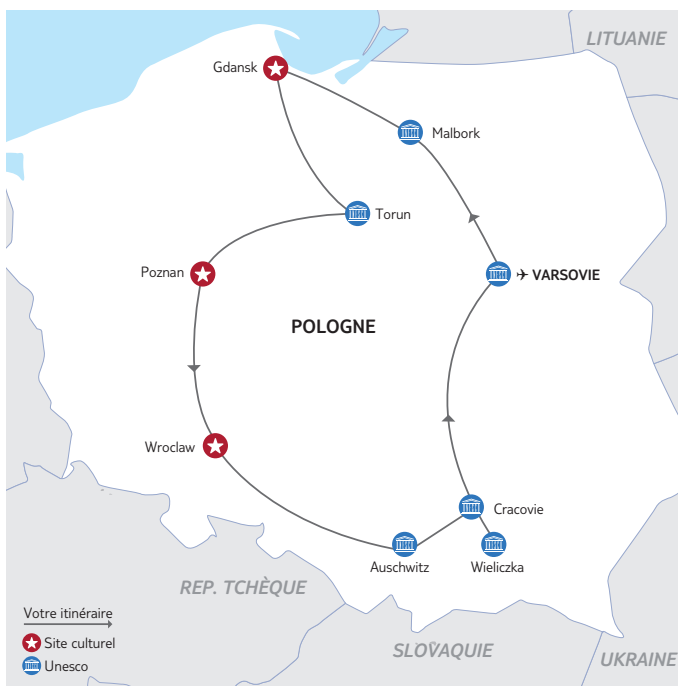 LITUANIE
Gdansk
Malbork
Torun
Poznan
✈ VARSOVIE
POLOGNE
Wroclaw
Cracovie
Auschwitz
Wieliczka
REP. TCHÈQUE
SLOVAQUIE
UKRAINE
Votre itinéraire
Site culturel
Unesco